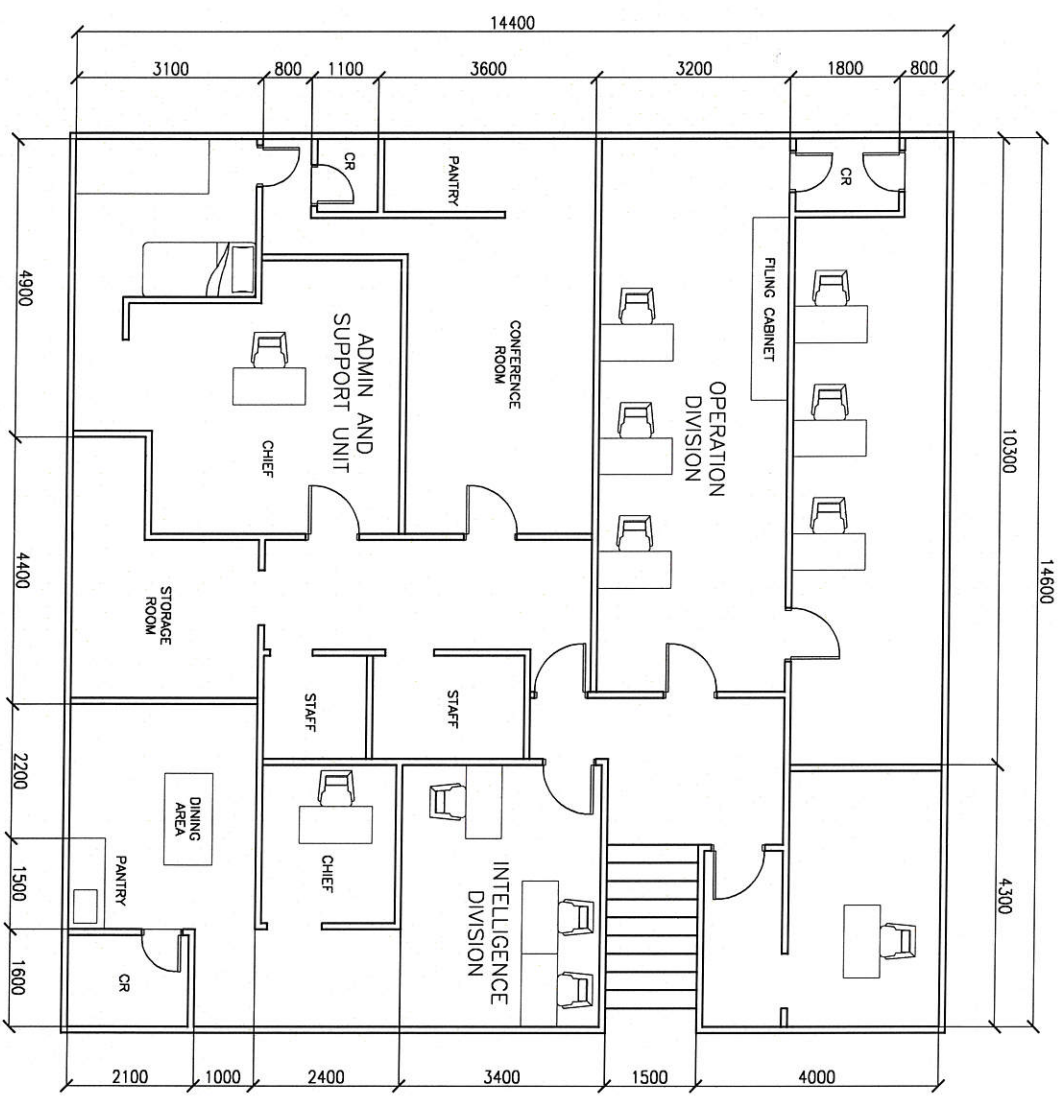 14400
3100
800
1100
3600
3200
1800
800
14600
10300
4300
CR
FILING CABINET
OPERATION
DIVISION
PANTRY
CONFERENCE
ROOM
CR
ADMIN AND
SUPPORT UNIT
CHIEF
STORAGE
ROOM
STAFF
STAFF
INTELLIGENCE
DIVISION
CHIEF
DINING
AREA
PANTRY
CR
4900
4400
2200
1500
1600
2100
1000
2400
3400
1500
4000